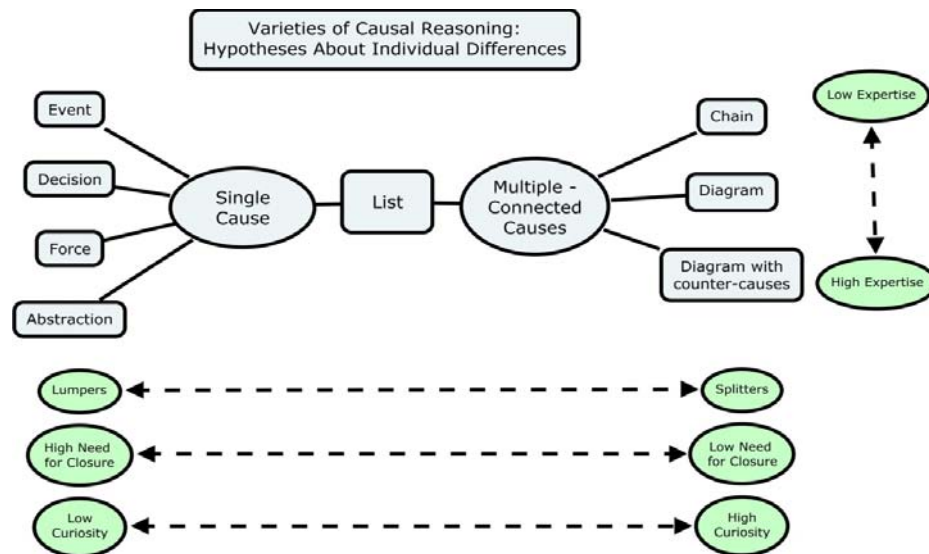 Varieties of Causal Reasoning:
Hypotheses About Individual Differences
Event
Decision
Force
Abstraction
Single
Cause
List
Multiple -
Connected
Causes
Chain
Diagram
Diagram with
counter-causes
Low Expertise
High Expertise
Lumpers
Splitters
High Need
for Closure
Low Need
for Closure
Low
Curiosity
High
Curiosity